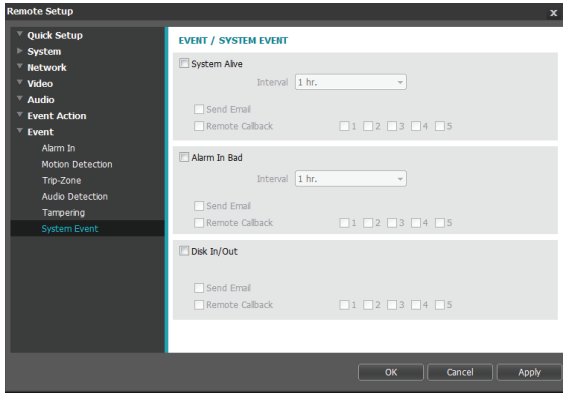 Remote Setup x
Quick Setup
System
Network
Video
Audio
Event Action
Event
Alarm In
Motion Detection
Trip-Zone
Audio Detection
Tampering
System Event
EVENT / SYSTEM EVENT
System Alive
Interval 1 hr.
Send Email
Remote Callback 1 2 3 4 5
Alarm In Bad
Interval 1 hr.
Send Email
Remote Callback 1 2 3 4 5
Disk In/Out
Send Email
Remote Callback 1 2 3 4 5
OK Cancel Apply